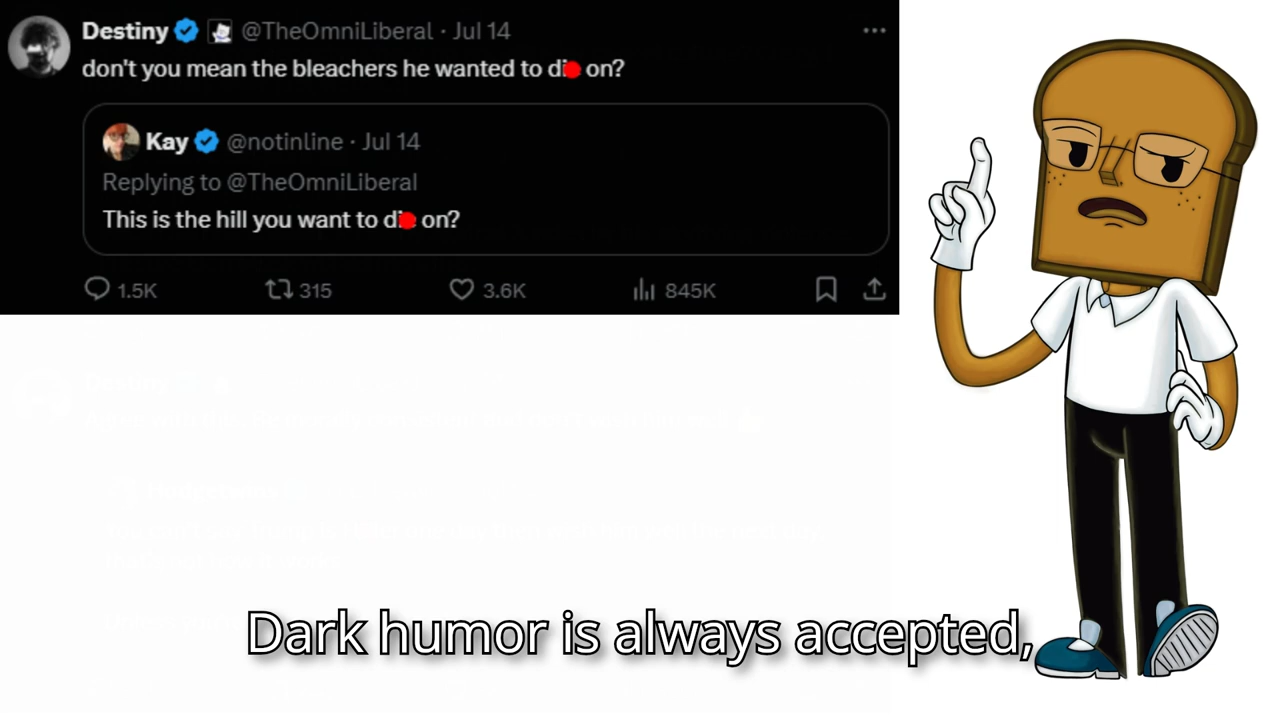 Destiny @TheOmniLiberal · Jul 14
don't you mean the bleachers he wanted to di on?
Kay @notinline · Jul 14
Replying to @TheOmniLiberal
This is the hill you want to di on?
1.5K 315 3.6K 845K
Dark humor is always accepted,